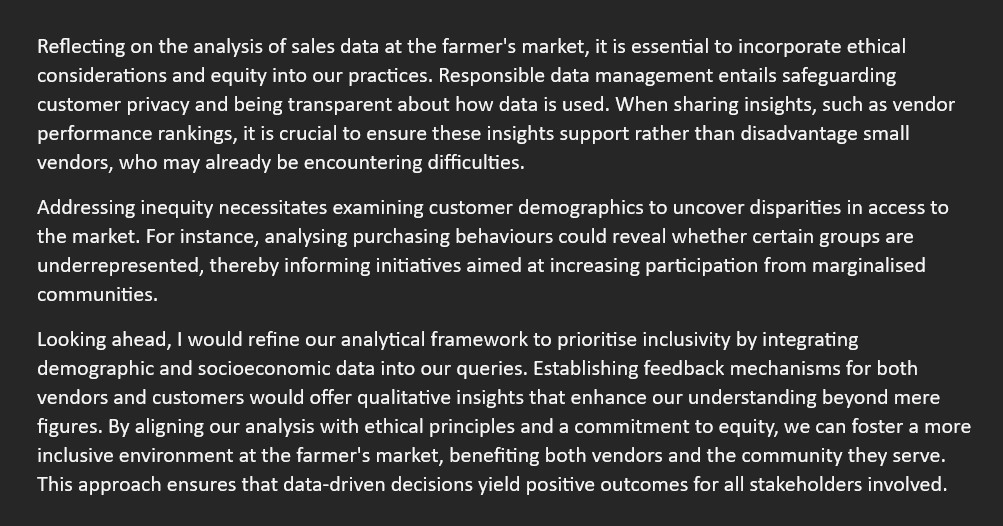 Reflecting on the analysis of sales data at the farmer's market, it is essential to incorporate ethical
considerations and equity into our practices. Responsible data management entails safeguarding
customer privacy and being transparent about how data is used. When sharing insights, such as vendor
performance rankings, it is crucial to ensure these insights support rather than disadvantage small
vendors, who may already be encountering difficulties.
Addressing inequity necessitates examining customer demographics to uncover disparities in access to
the market. For instance, analysing purchasing behaviours could reveal whether certain groups are
underrepresented, thereby informing initiatives aimed at increasing participation from marginalised
communities.
Looking ahead, I would refine our analytical framework to prioritise inclusivity by integrating
demographic and socioeconomic data into our queries. Establishing feedback mechanisms for both
vendors and customers would offer qualitative insights that enhance our understanding beyond mere
figures. By aligning our analysis with ethical principles and a commitment to equity, we can foster a more
inclusive environment at the farmer's market, benefiting both vendors and the community they serve.
This approach ensures that data-driven decisions yield positive outcomes for all stakeholders involved.